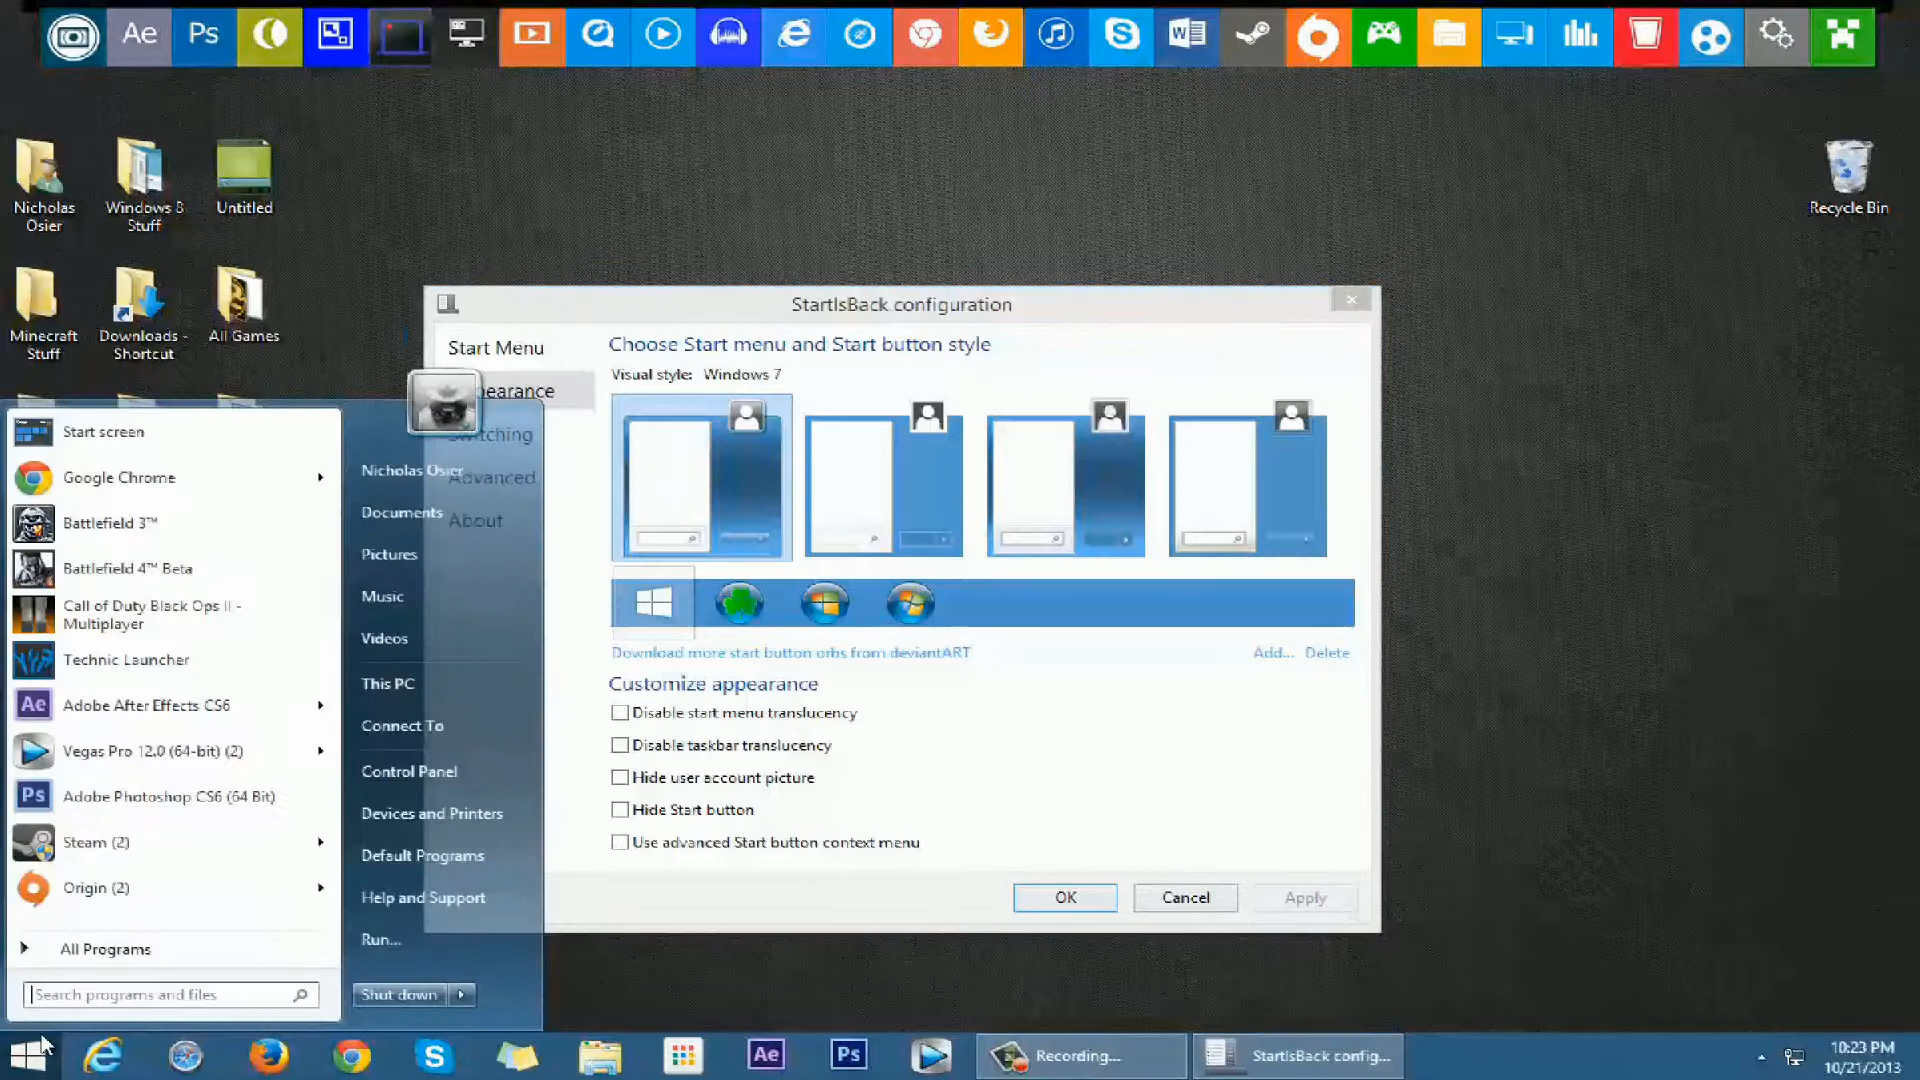 Ae
Ps
Nicholas
Osier
Windows 8
Stuff
Untitled
Recycle Bin
Minecraft
Stuff
Downloads -
Shortcut
All Games
StartIsBack configuration
Start Menu
pearance
Switching
Advanced
About
Choose Start menu and Start button style
Visual style: Windows 7
Download more start button orbs from deviantART
Add... Delete
Customize appearance
Disable start menu translucency
Disable taskbar translucency
Hide user account picture
Hide Start button
Use advanced Start button context menu
OK
Cancel
Apply
Start screen
Google Chrome
Battlefield 3™
Battlefield 4™ Beta
Call of Duty Black Ops II -
Multiplayer
Technic Launcher
Ae Adobe After Effects CS6
Vegas Pro 12.0 (64-bit) (2)
Ps Adobe Photoshop CS6 (64 Bit)
Steam (2)
Origin (2)
All Programs
Search programs and files
Nicholas Osier
Documents
Pictures
Music
Videos
This PC
Connect To
Control Panel
Devices and Printers
Default Programs
Help and Support
Run...
Shut down
Ae
Ps
Recording...
StartIsBack config...
10:23 PM
10/21/2013